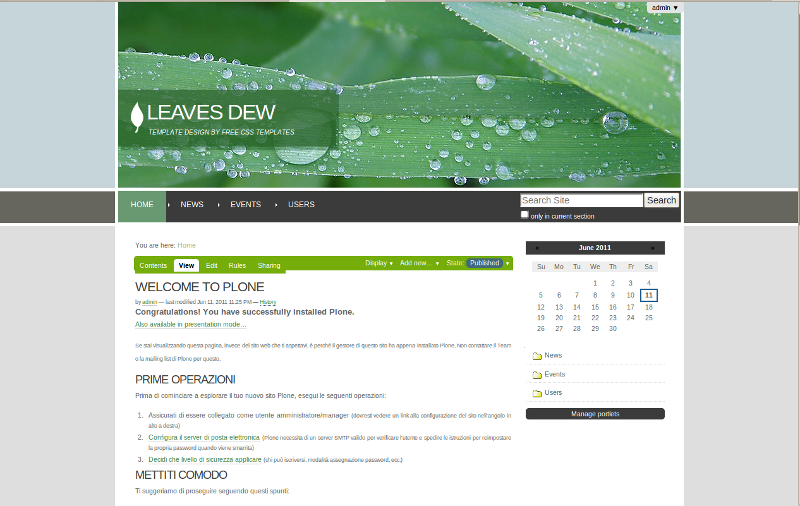 admin ▼
LEAVES DEW
TEMPLATE DESIGN BY FREE CSS TEMPLATES
HOME
NEWS
EVENTS
USERS
Search Site
Search
only in current section
You are here: Home
Contents
View
Edit
Rules
Sharing
Display ▼
Add new… ▼
State: Published ▼
WELCOME TO PLONE
by admin — last modified Jun 11, 2011 11:25 PM — History
Congratulations! You have successfully installed Plone.
Also available in presentation mode…
Se stai visualizzando questa pagina, invece del sito web che ti aspettavi, è perché il gestore di questo sito ha appena installato Plone. Non contattare il Team
o la mailing list di Plone per questo.
PRIME OPERAZIONI
Prima di cominciare a esplorare il tuo nuovo sito Plone, esegui le seguenti operazioni:
1. Assicurati di essere collegato come utente amministratore/manager (dovresti vedere un link alla configurazione del sito nell'angolo in
alto a destra)
2. Configura il server di posta elettronica (Plone necessita di un server SMTP valido per verificare l'utente e spedire le istruzioni per reimpostare
la propria password quando viene smarrita)
3. Decidi che livello di sicurezza applicare (chi può iscriversi, modalità assegnazione password, ecc.)
METTITI COMODO
Ti suggeriamo di proseguire seguendo questi spunti:
« June 2011 »
Su Mo Tu We Th Fr Sa
1 2 3 4
5 6 7 8 9 10 11
12 13 14 15 16 17 18
19 20 21 22 23 24 25
26 27 28 29 30
News
Events
Users
Manage portlets